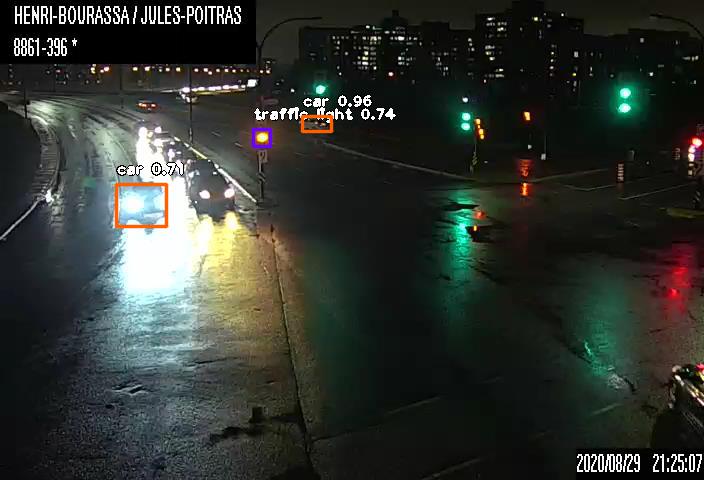 HENRI-BOURASSA / JULES-POITRAS
8861-396 *
car 0.96
traffic light 0.74
car 0.71
2020/08/29 21:25:07